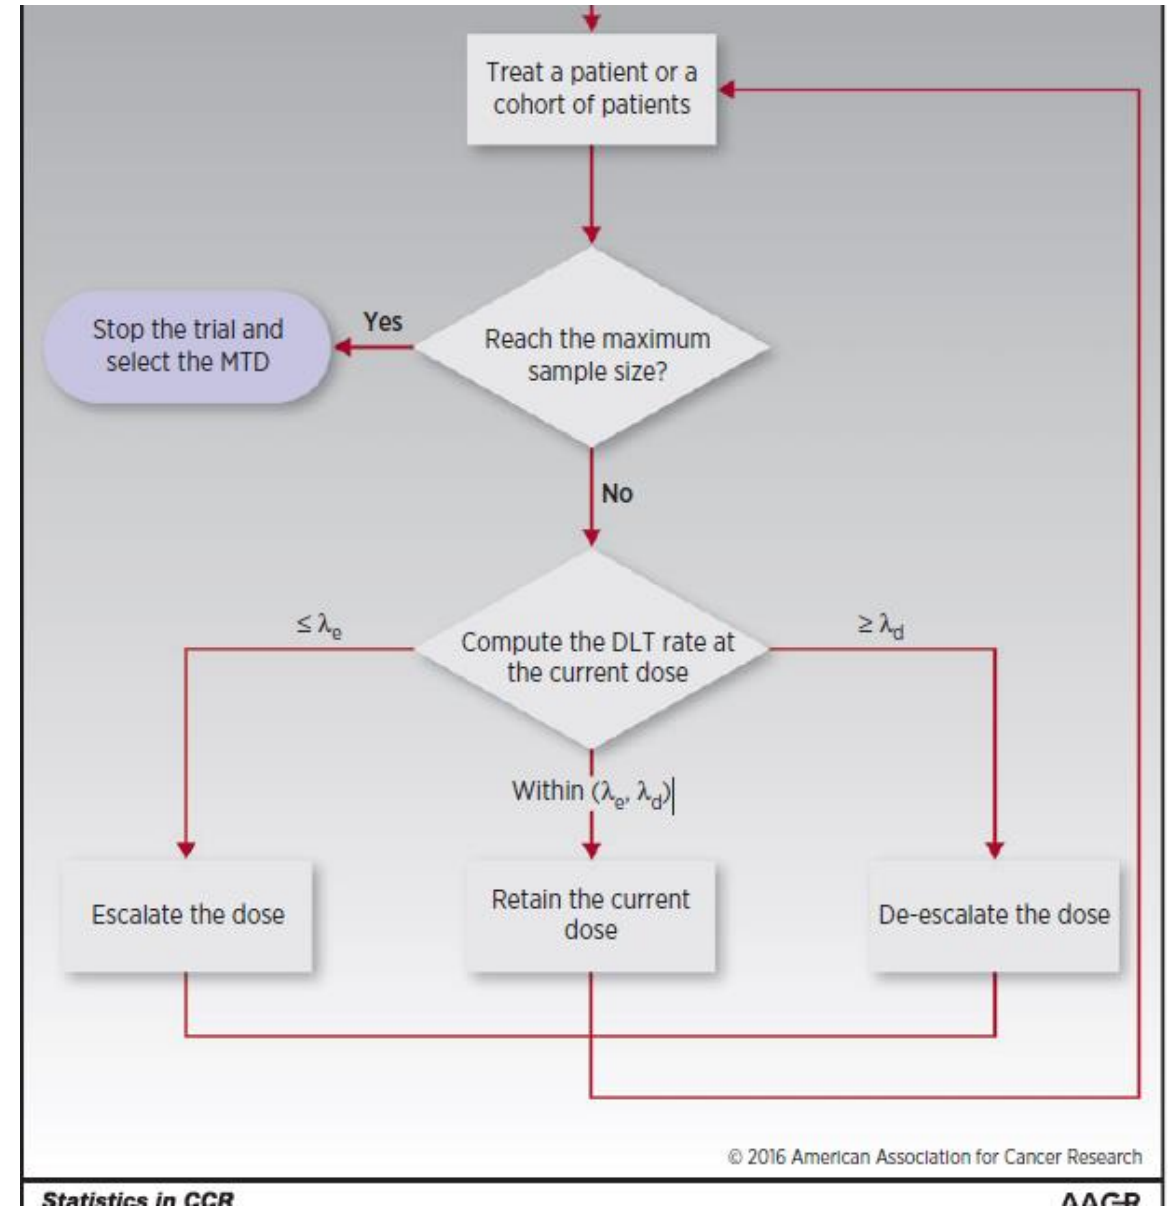 Treat a patient or a
cohort of patients
Stop the trial and
select the MTD
Yes
Reach the maximum
sample size?
No
≤ λe
Compute the DLT rate at
the current dose
≥ λd
Within (λe, λd)
Escalate the dose
Retain the current
dose
De-escalate the dose
© 2016 American Association for Cancer Research
Statistics in CCR
AACR